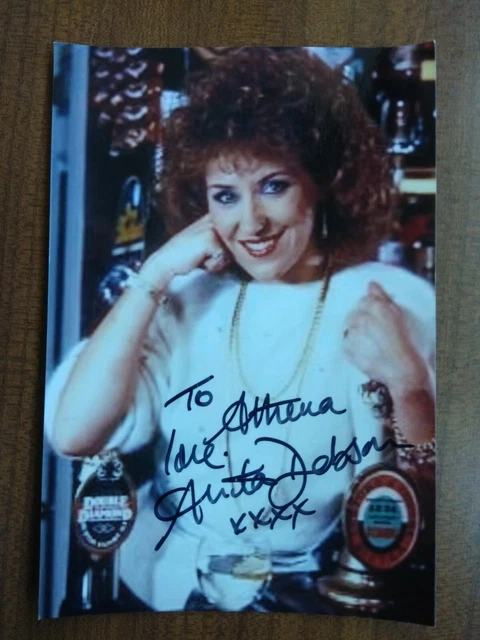 To Athena
love.
Anita Dobson
xxxx
DOUBLE
DIAMOND